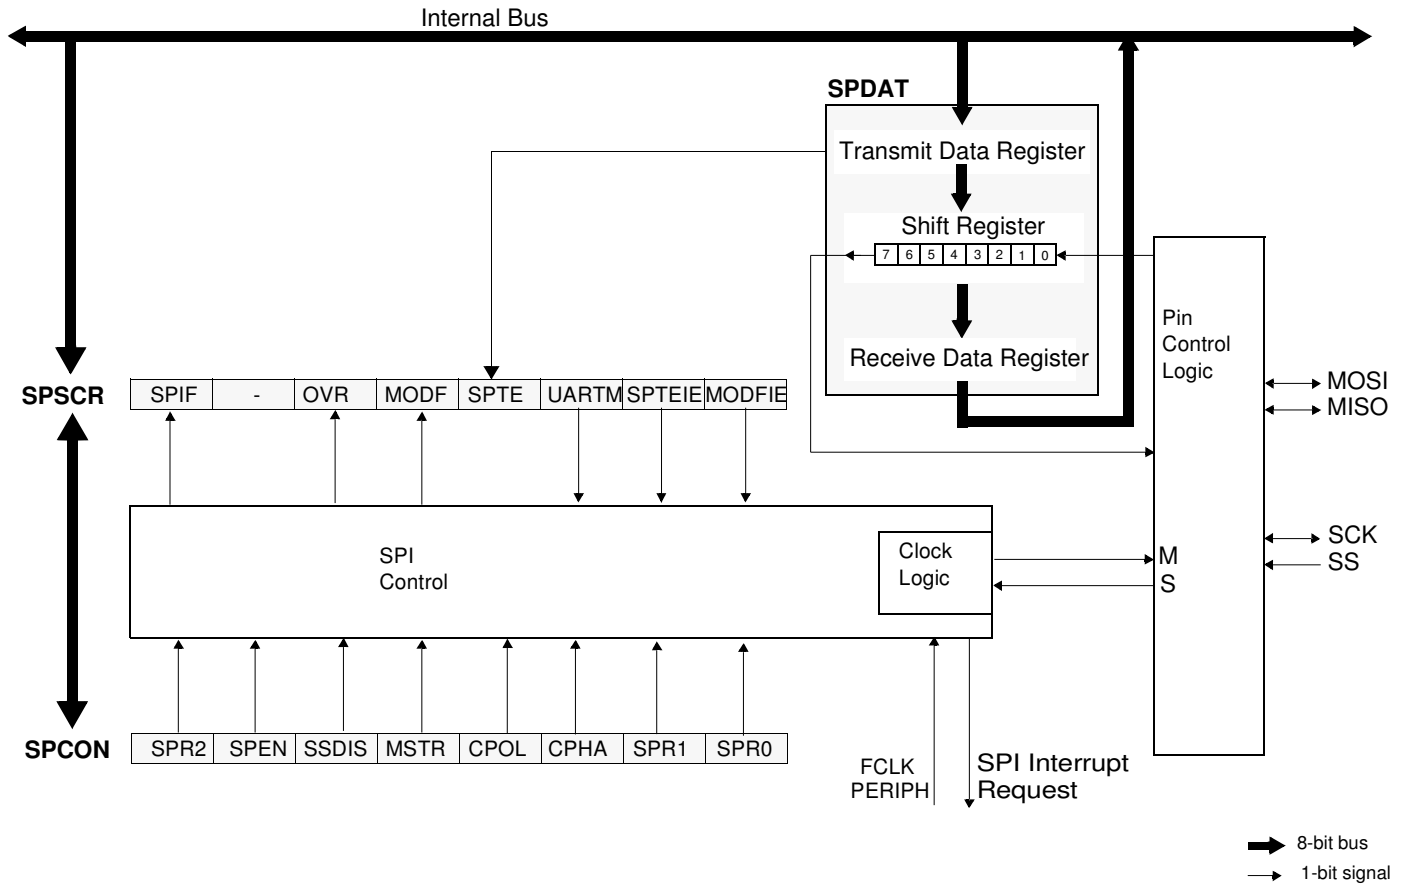 Internal Bus
SPDAT
Transmit Data Register
Shift Register
7 6 5 4 3 2 1 0
Receive Data Register
Pin
Control
Logic
MOSI
MISO
SPSCR SPIF - OVR MODF SPTE UARTM SPTEIE MODFIE
SPI
Control
Clock
Logic
M
S
SCK
SS
SPCON SPR2 SPEN SSDIS MSTR CPOL CPHA SPR1 SPR0
FCLK
PERIPH
SPI Interrupt
Request
8-bit bus
1-bit signal